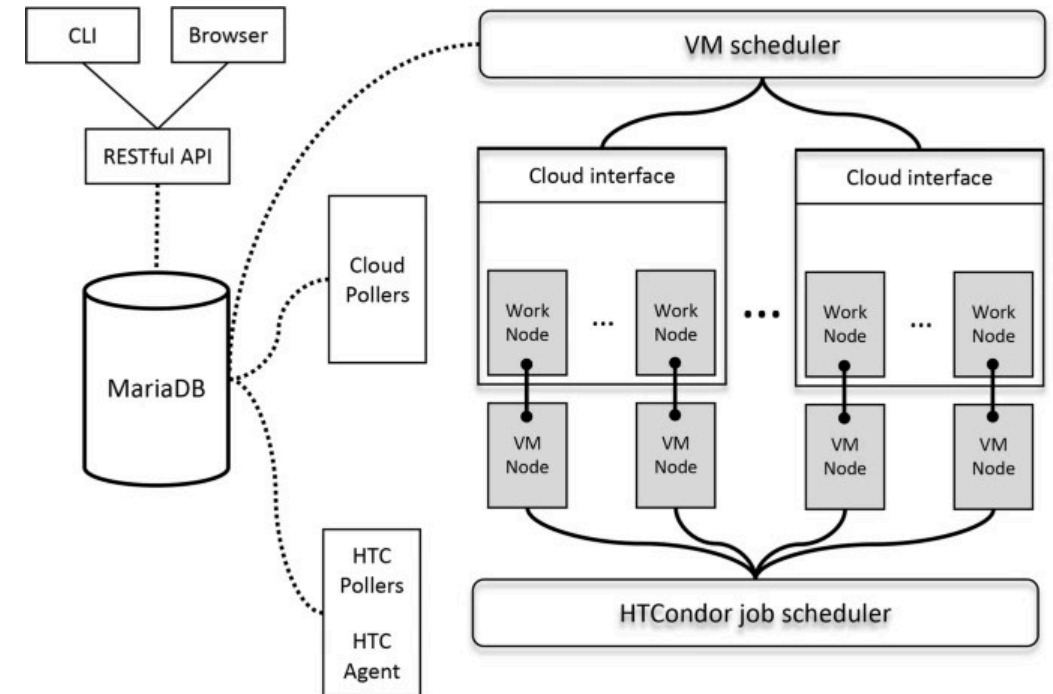 CLI
Browser
RESTful API
MariaDB
Cloud
Pollers
HTC
Pollers
HTC
Agent
VM scheduler
Cloud interface
Work
Node
...
Work
Node
VM
Node
VM
Node
...
Cloud interface
Work
Node
...
Work
Node
VM
Node
VM
Node
HTCondor job scheduler